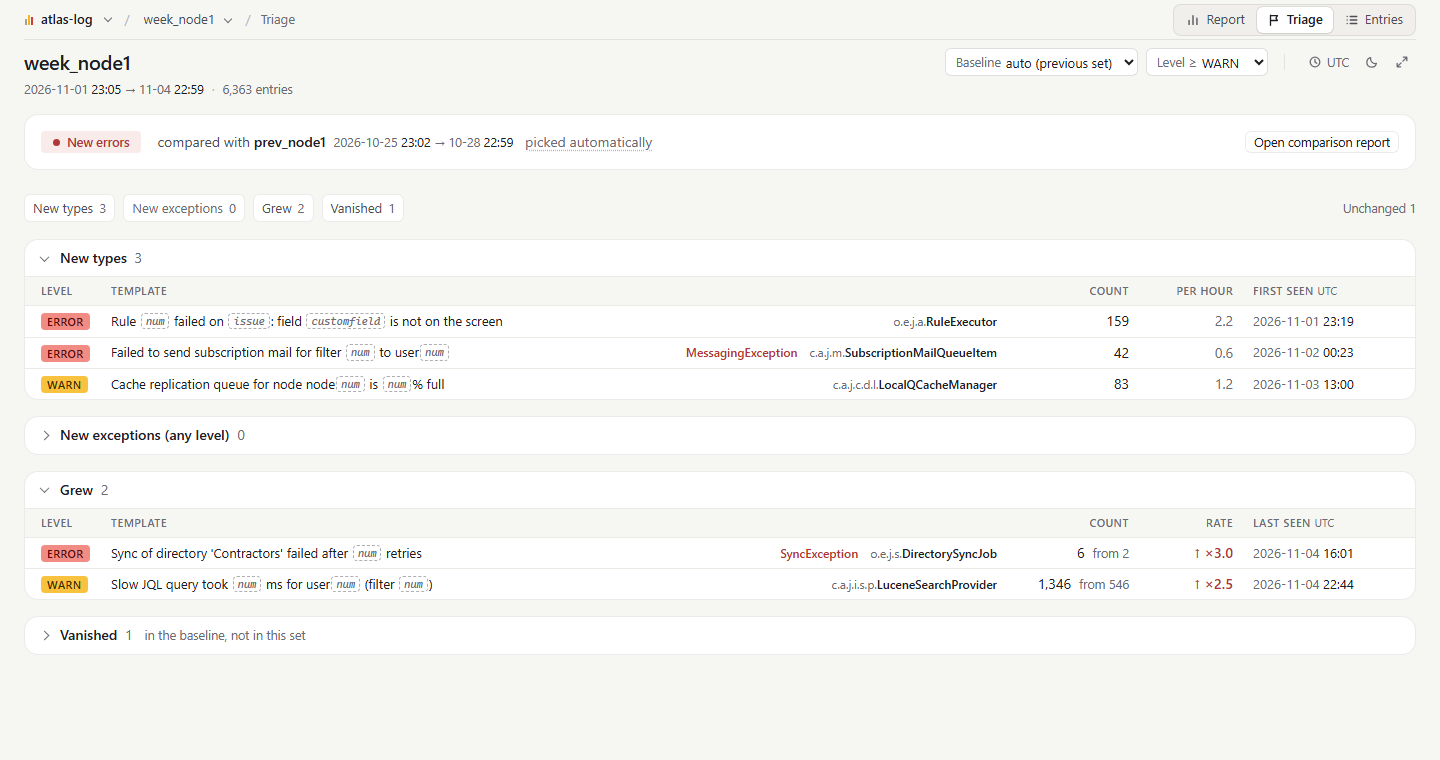 atlas-log / week_node1 / Triage
Report Triage Entries
week_node1
Baseline auto (previous set) Level ≥ WARN UTC
2026-11-01 23:05 → 11-04 22:59 · 6,363 entries
New errors compared with prev_node1 2026-10-25 23:02 → 10-28 22:59 picked automatically Open comparison report
New types 3 New exceptions 0 Grew 2 Vanished 1 Unchanged 1
New types 3
LEVEL TEMPLATE COUNT PER HOUR FIRST SEEN UTC
ERROR Rule num failed on issue: field customfield is not on the screen o.e.j.a.RuleExecutor 159 2.2 2026-11-01 23:19
ERROR Failed to send subscription mail for filter num to user num MessagingException c.a.j.m.SubscriptionMailQueueItem 42 0.6 2026-11-02 00:23
WARN Cache replication queue for node node num is num% full c.a.j.c.d.l.LocalQCacheManager 83 1.2 2026-11-03 13:00
New exceptions (any level) 0
Grew 2
LEVEL TEMPLATE COUNT RATE LAST SEEN UTC
ERROR Sync of directory 'Contractors' failed after num retries SyncException o.e.j.s.DirectorySyncJob 6 from 2 ↑ ×3.0 2026-11-04 16:01
WARN Slow JQL query took num ms for user num (filter num) c.a.j.i.s.p.LuceneSearchProvider 1,346 from 546 ↑ ×2.5 2026-11-04 22:44
Vanished 1 in the baseline, not in this set